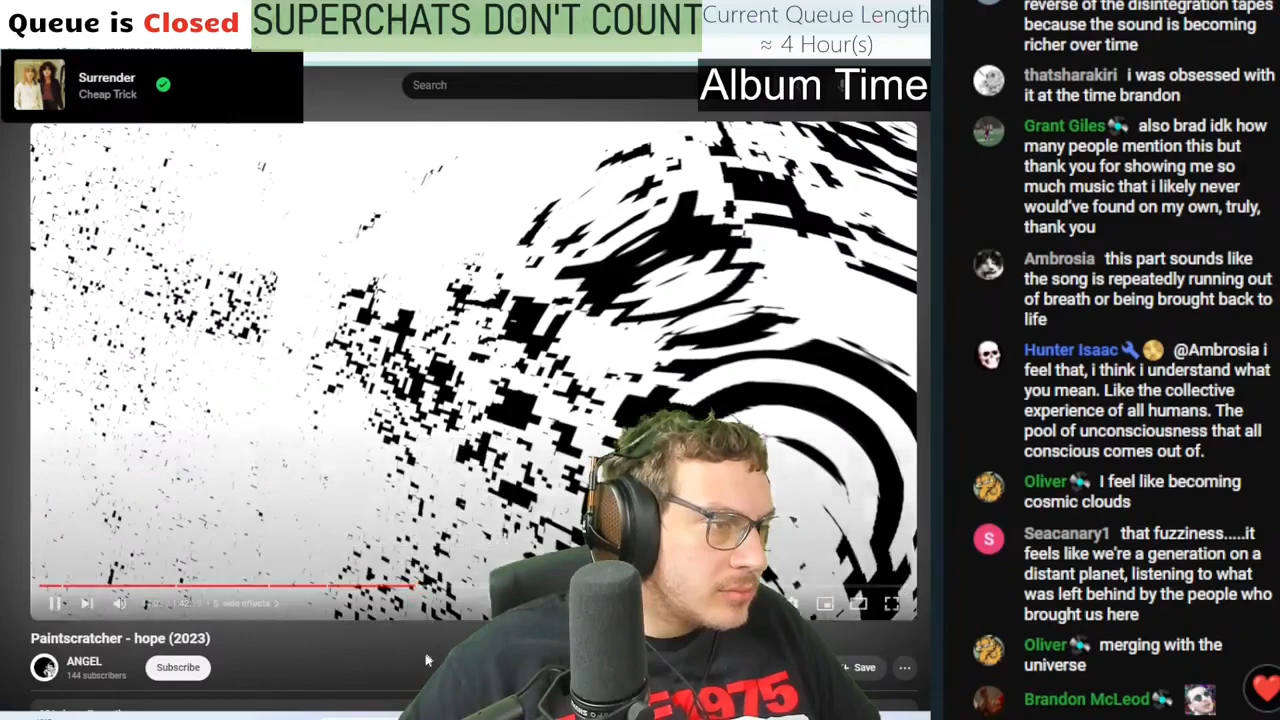 Queue is Closed
SUPERCHATS DON'T COUNT
Current Queue Length
≈ 4 Hour(s)
Album Time
Surrender
Cheap Trick
Search
Paintscratcher - hope (2023)
ANGEL
144 subscribers
Subscribe
Save
1975
reverse of the disintegration tapes
because the sound is becoming
richer over time
thatsharakiri i was obsessed with
it at the time brandon
Grant Giles also brad idk how
many people mention this but
thank you for showing me so
much music that i likely never
would've found on my own, truly,
thank you
Ambrosia this part sounds like
the song is repeatedly running out
of breath or being brought back to
life
Hunter Isaac @Ambrosia i
feel that, i think i understand what
you mean. Like the collective
experience of all humans. The
pool of unconsciousness that all
conscious comes out of.
Oliver I feel like becoming
cosmic clouds
S
Seacanary1 that fuzziness.....it
feels like we're a generation on a
distant planet, listening to what
was left behind by the people who
brought us here
Oliver merging with the
universe
Brandon McLeod